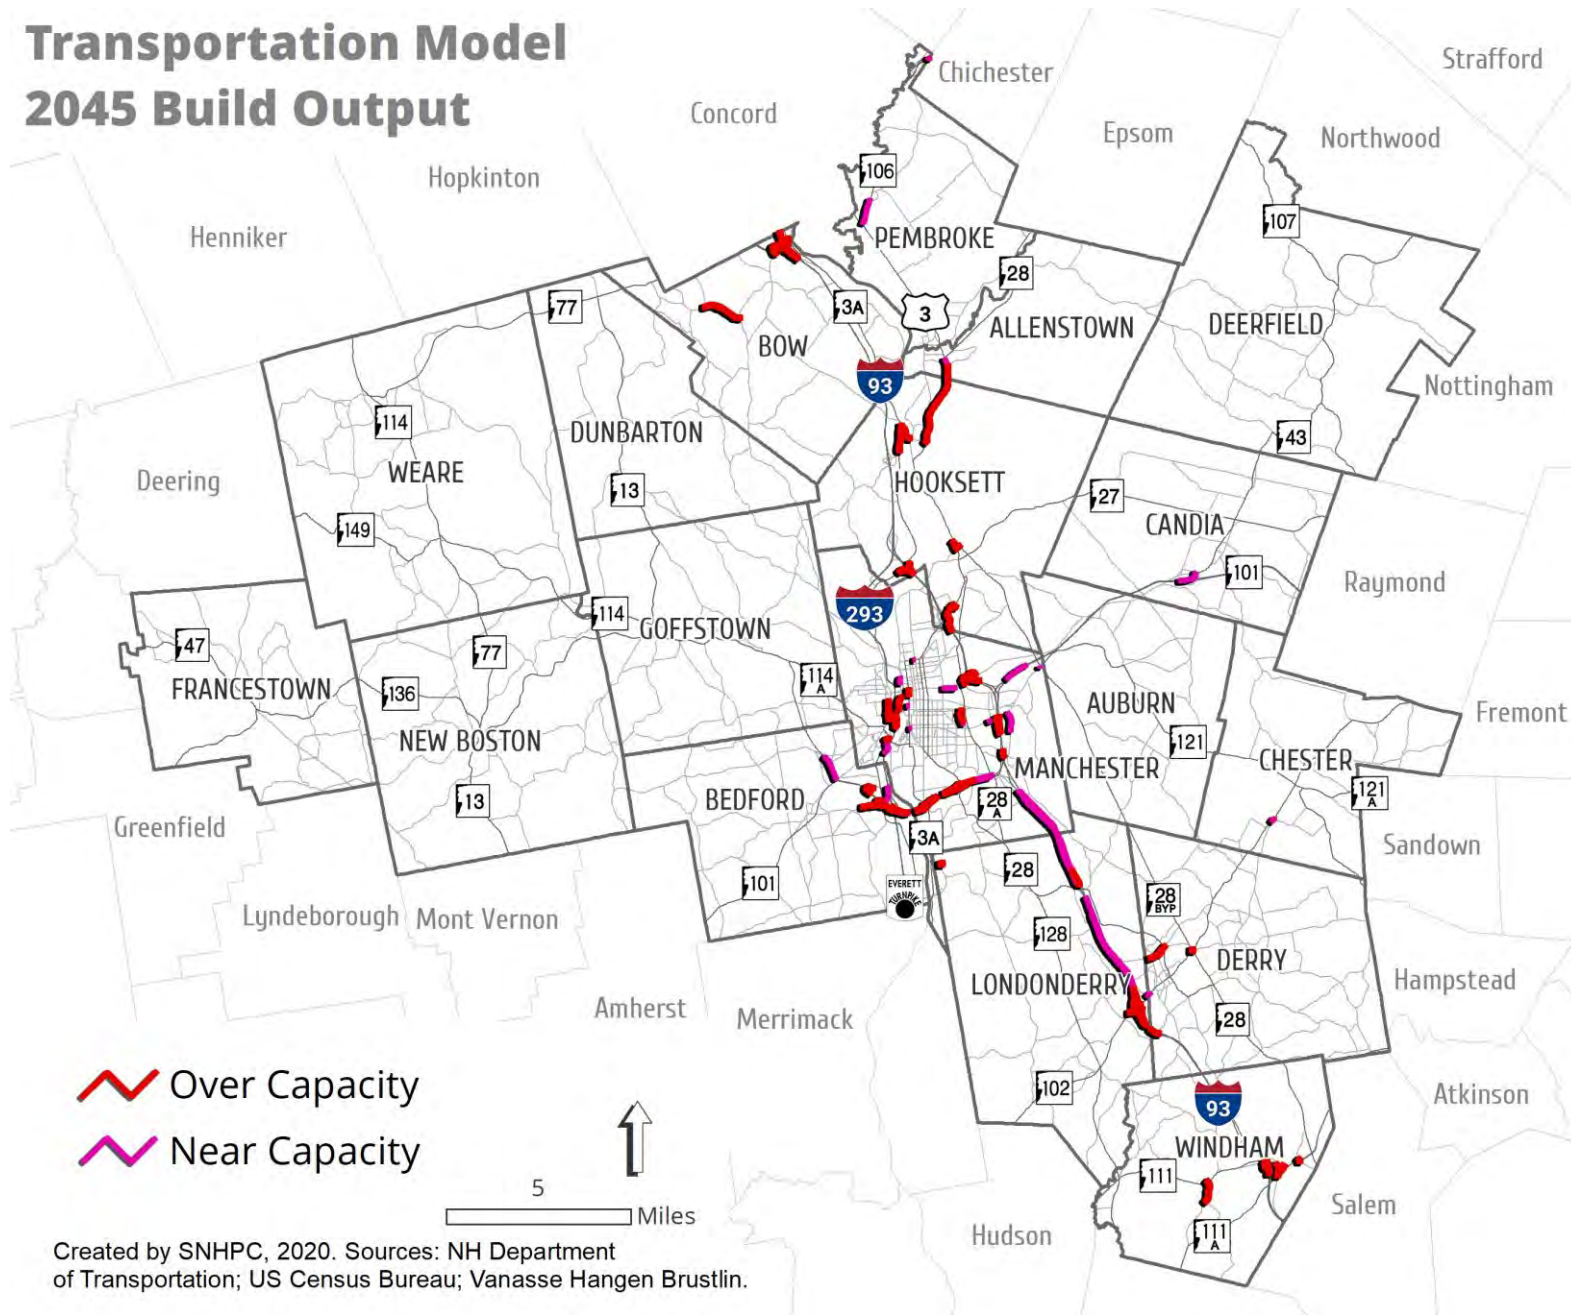 Transportation Model
2045 Build Output
Strafford
Chichester
Concord
Epsom
Northwood
Hopkinton
106
107
Henniker
PEMBROKE
28
77
3A
3
ALLENSTOWN
DEERFIELD
BOW
93
Nottingham
114
DUNBARTON
43
WEARE
Deering
13
HOOKSETT
27
CANDIA
149
101
Raymond
293
114
GOFFSTOWN
47
77
114
A
FRANCESTOWN
136
AUBURN
Fremont
NEW BOSTON
121
CHESTER
MANCHESTER
13
BEDFORD
28
A
121
A
Greenfield
3A
Sandown
28
101
EVERETT
TURNPIKE
28
BYP
Lyndeborough
Mont Vernon
128
DERRY
Hampstead
LONDONDERRY
Amherst
Merrimack
28
Over Capacity
102
93
Atkinson
Near Capacity
WINDHAM
111
5
Miles
Salem
Hudson
111
A
Created by SNHPC, 2020. Sources: NH Department
of Transportation; US Census Bureau; Vanasse Hangen Brustlin.